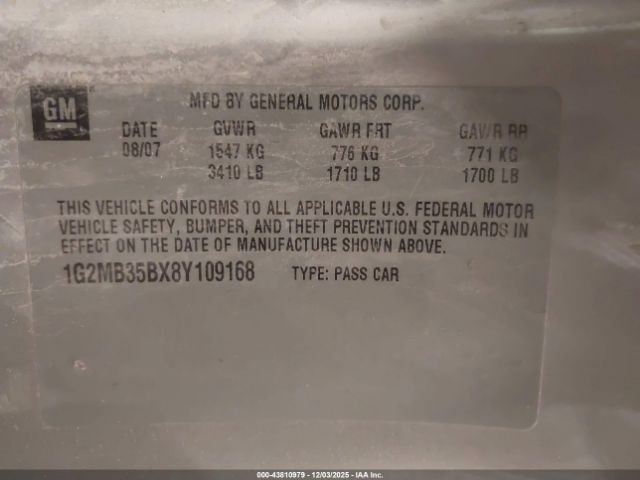 GM
MFD BY GENERAL MOTORS CORP.
DATE GVWR GAWR FRT GAWR RR
08/07 1547 KG 776 KG 771 KG
3410 LB 1710 LB 1700 LB
THIS VEHICLE CONFORMS TO ALL APPLICABLE U.S. FEDERAL MOTOR
VEHICLE SAFETY, BUMPER, AND THEFT PREVENTION STANDARDS IN
EFFECT ON THE DATE OF MANUFACTURE SHOWN ABOVE.
1G2MB35BX8Y109168 TYPE: PASS CAR
000-43810979 - 12/03/2025 - IAA Inc.